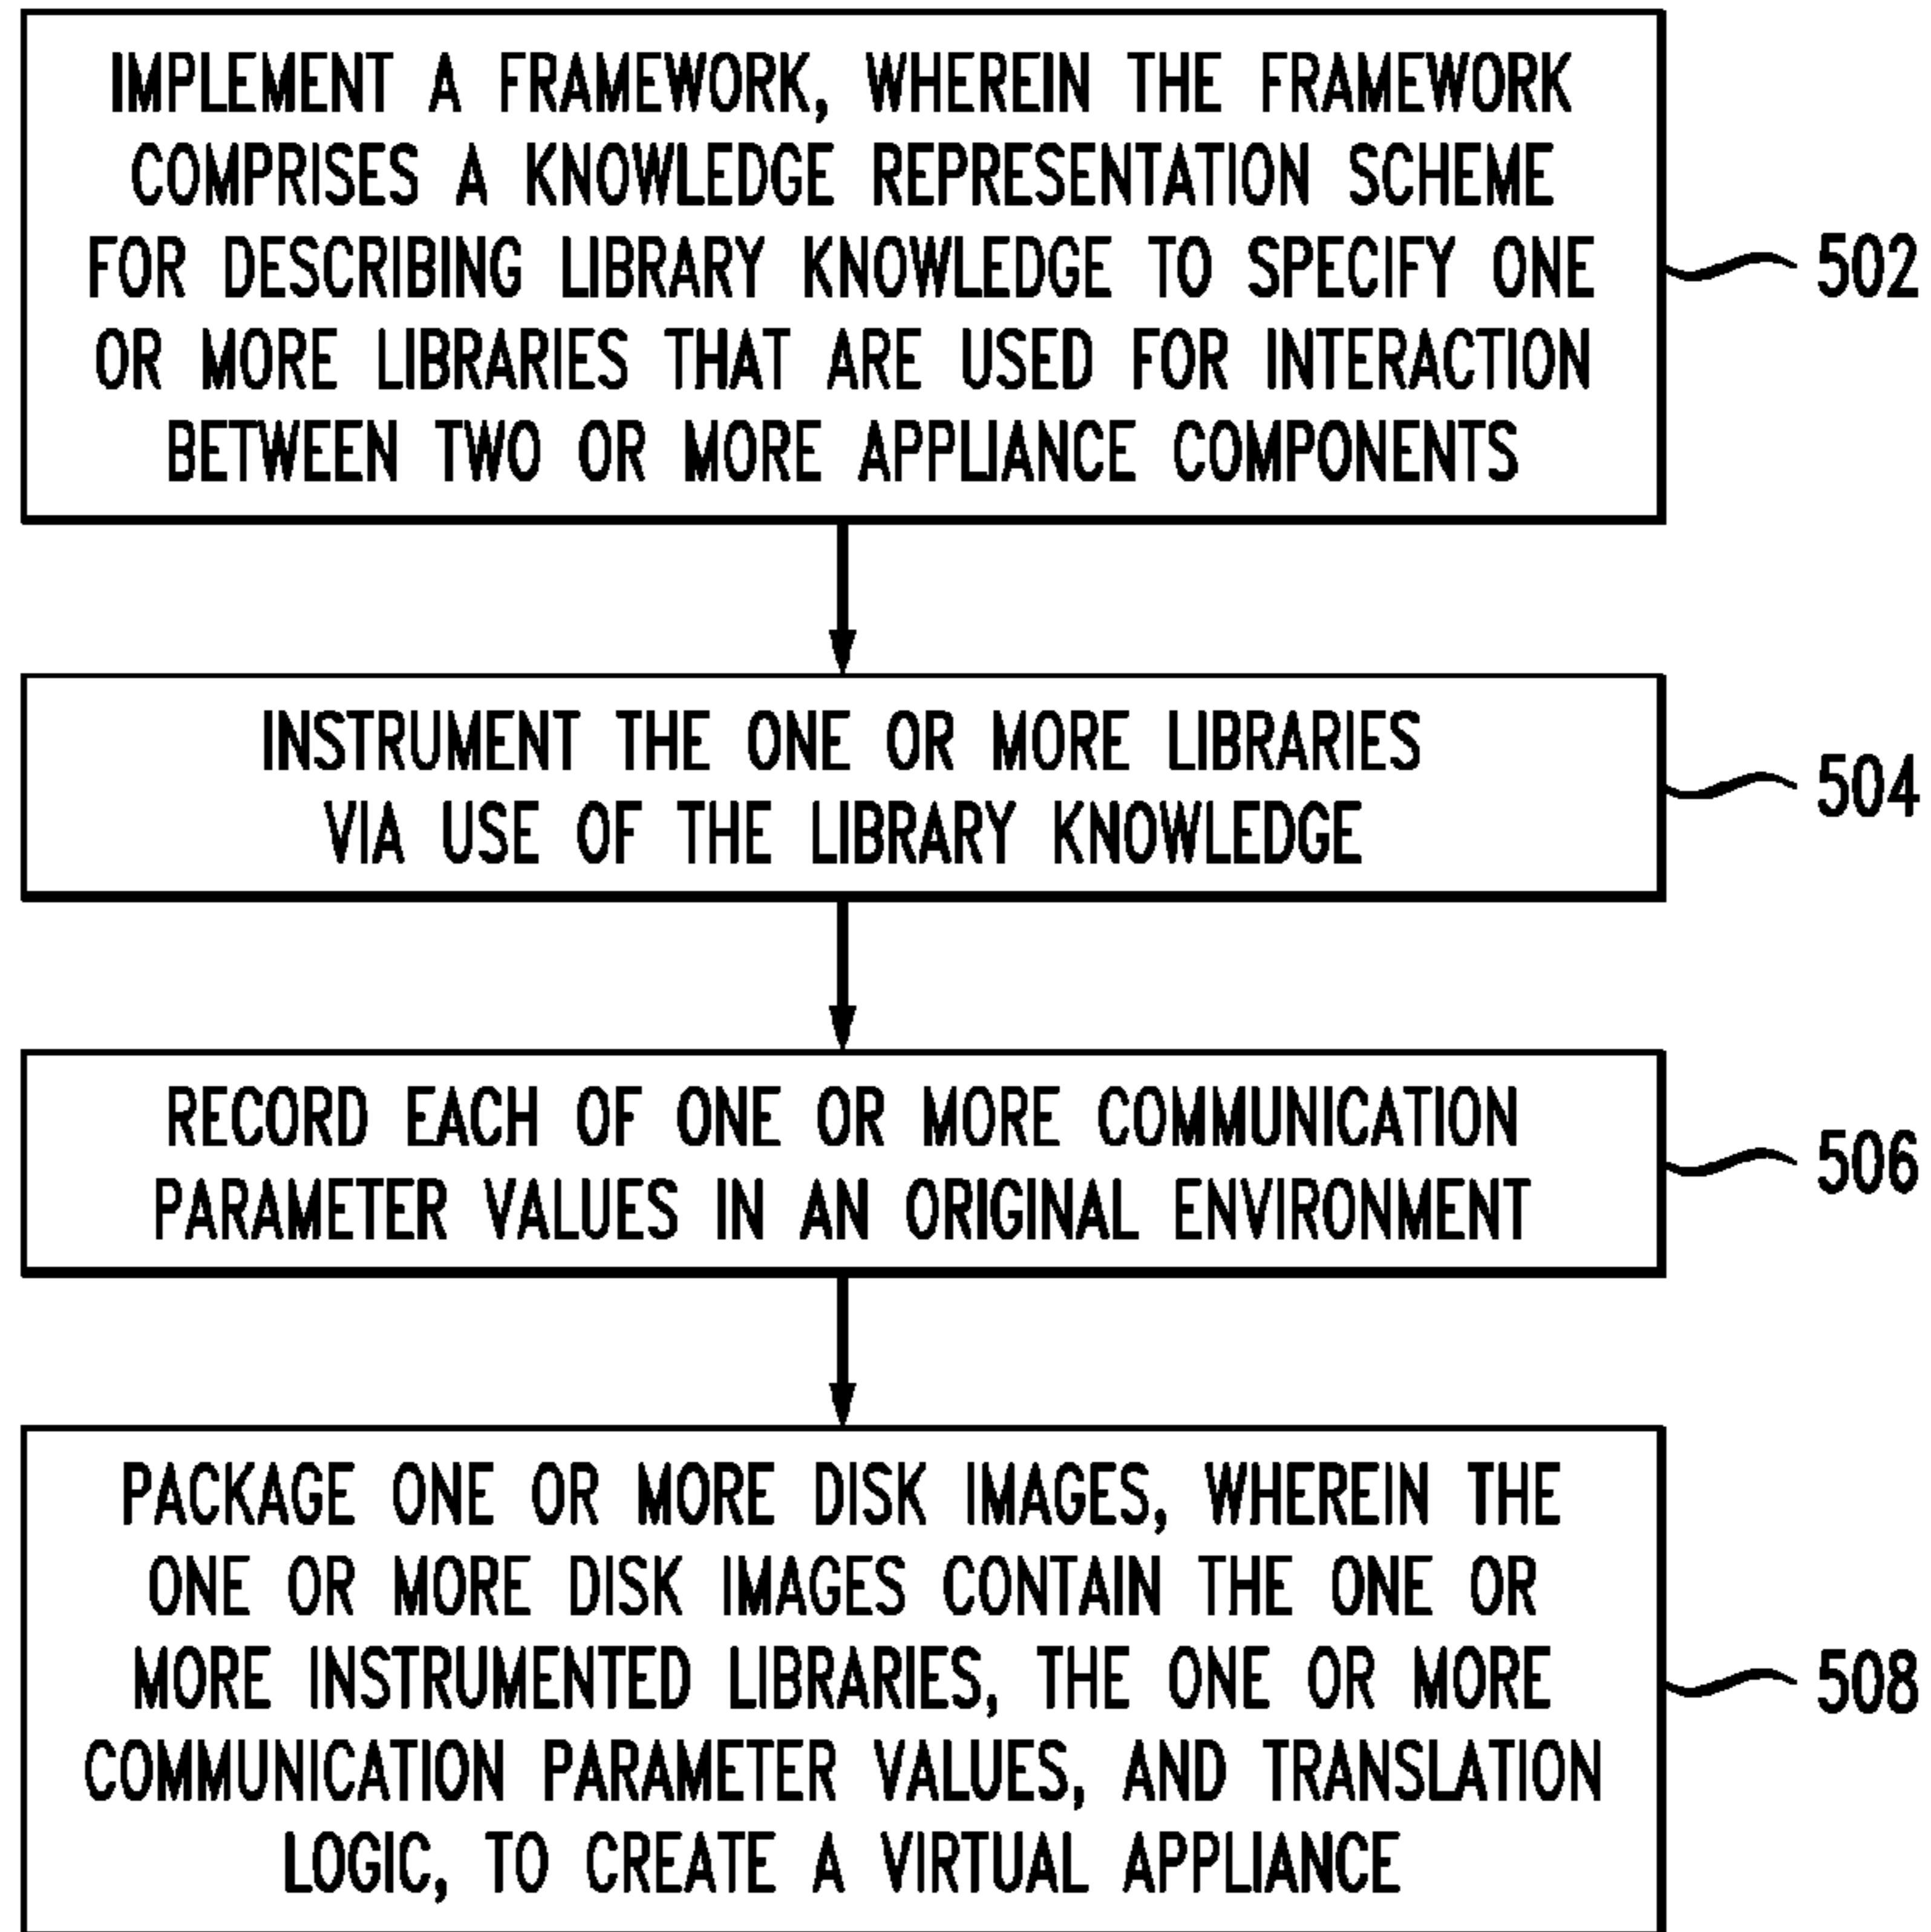 IMPLEMENT A FRAMEWORK, WHEREIN THE FRAMEWORK
COMPRISES A KNOWLEDGE REPRESENTATION SCHEME
FOR DESCRIBING LIBRARY KNOWLEDGE TO SPECIFY ONE
OR MORE LIBRARIES THAT ARE USED FOR INTERACTION
BETWEEN TWO OR MORE APPLIANCE COMPONENTS
502
INSTRUMENT THE ONE OR MORE LIBRARIES
VIA USE OF THE LIBRARY KNOWLEDGE
504
RECORD EACH OF ONE OR MORE COMMUNICATION
PARAMETER VALUES IN AN ORIGINAL ENVIRONMENT
506
PACKAGE ONE OR MORE DISK IMAGES, WHEREIN THE
ONE OR MORE DISK IMAGES CONTAIN THE ONE OR
MORE INSTRUMENTED LIBRARIES, THE ONE OR MORE
COMMUNICATION PARAMETER VALUES, AND TRANSLATION
LOGIC, TO CREATE A VIRTUAL APPLIANCE
508